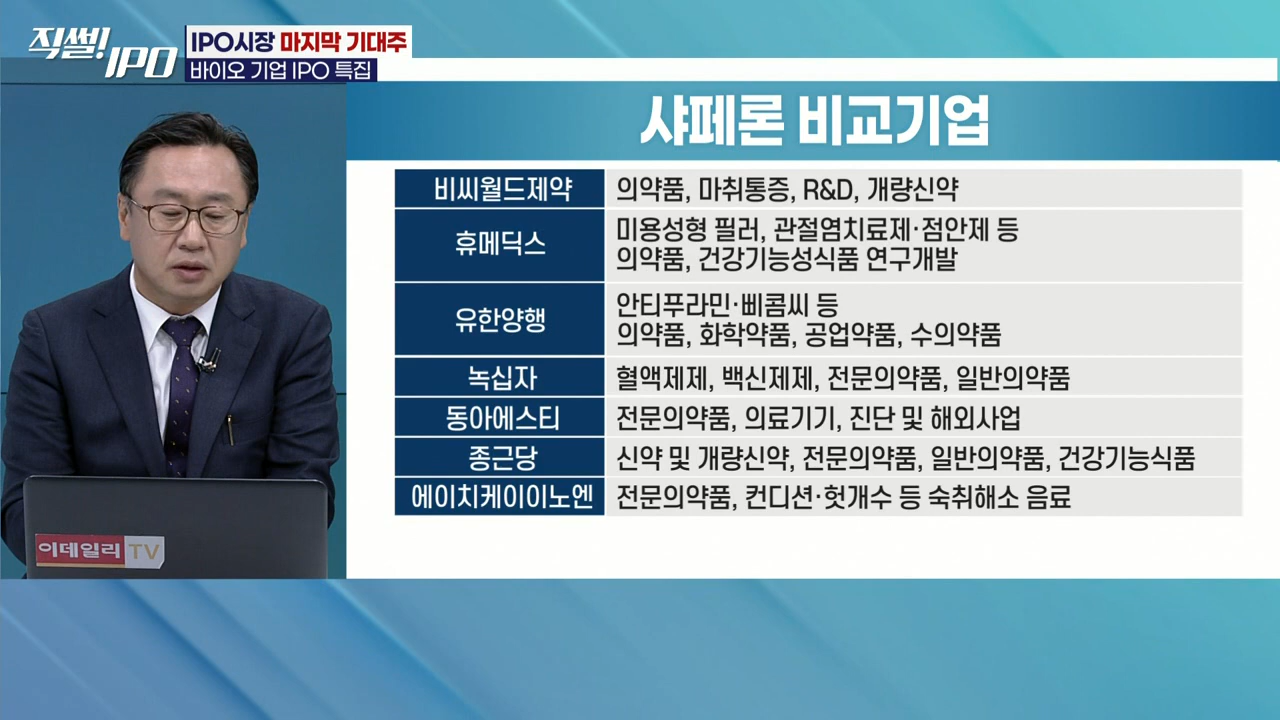 직썰!
IPO
IPO시장 마지막 기대주
바이오 기업 IPO 특집
샤페론 비교기업
비씨월드제약 의약품, 마취통증, R&D, 개량신약
휴메딕스 미용성형 필러, 관절염치료제·점안제 등
의약품, 건강기능성식품 연구개발
유한양행 안티푸라민·삐콤씨 등
의약품, 화학약품, 공업약품, 수의약품
녹십자 혈액제제, 백신제제, 전문의약품, 일반의약품
동아에스티 전문의약품, 의료기기, 진단 및 해외사업
종근당 신약 및 개량신약, 전문의약품, 일반의약품, 건강기능식품
에이치케이이노엔 전문의약품, 컨디션·헛개수 등 숙취해소 음료
이데일리 TV